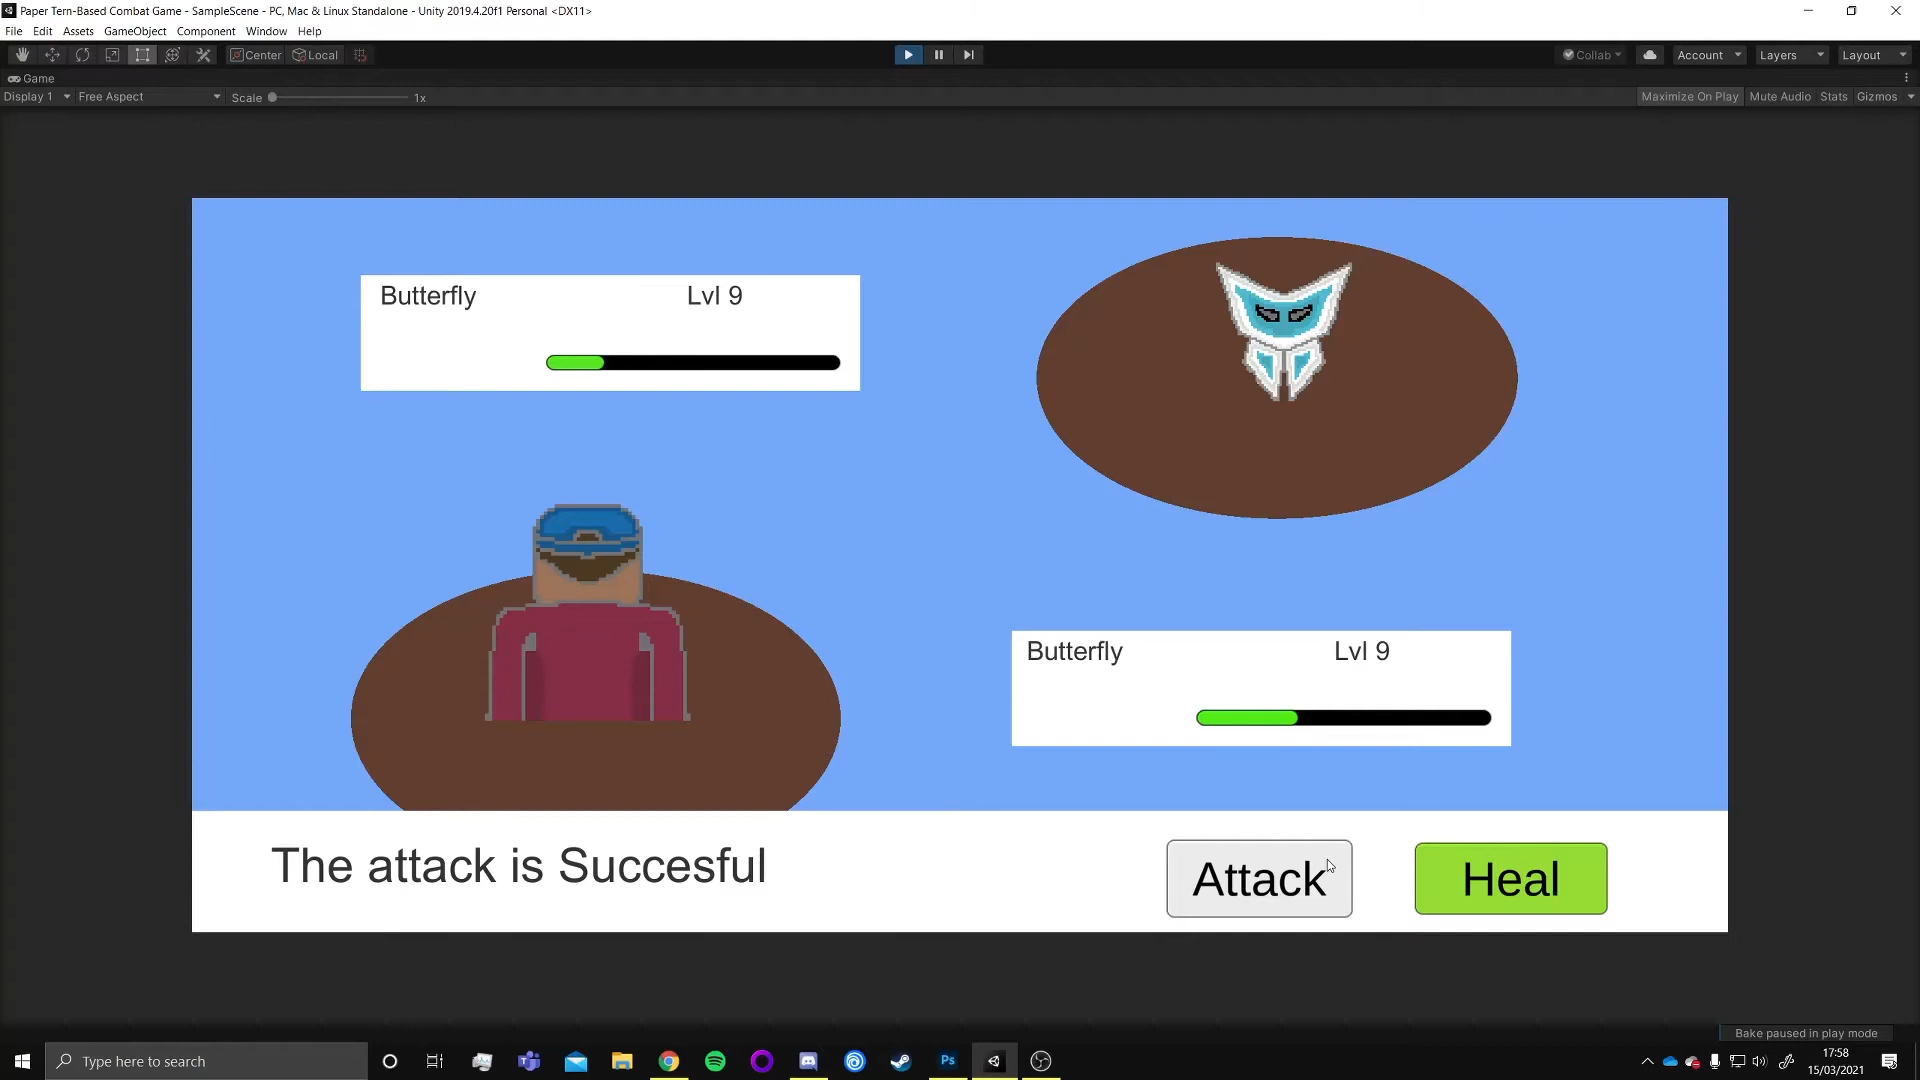 Paper Tern-Based Combat Game - SampleScene - PC, Mac & Linux Standalone - Unity 2019.4.20f1 Personal <DX11>
File Edit Assets GameObject Component Window Help
Center Local Collab Account Layers Layout
Game
Display 1 Free Aspect Scale 1x Maximize On Play Mute Audio Stats Gizmos
Butterfly Lvl 9
Butterfly Lvl 9
The attack is Succesful Attack Heal
Bake paused in play mode
Type here to search Ps 17:58
15/03/2021